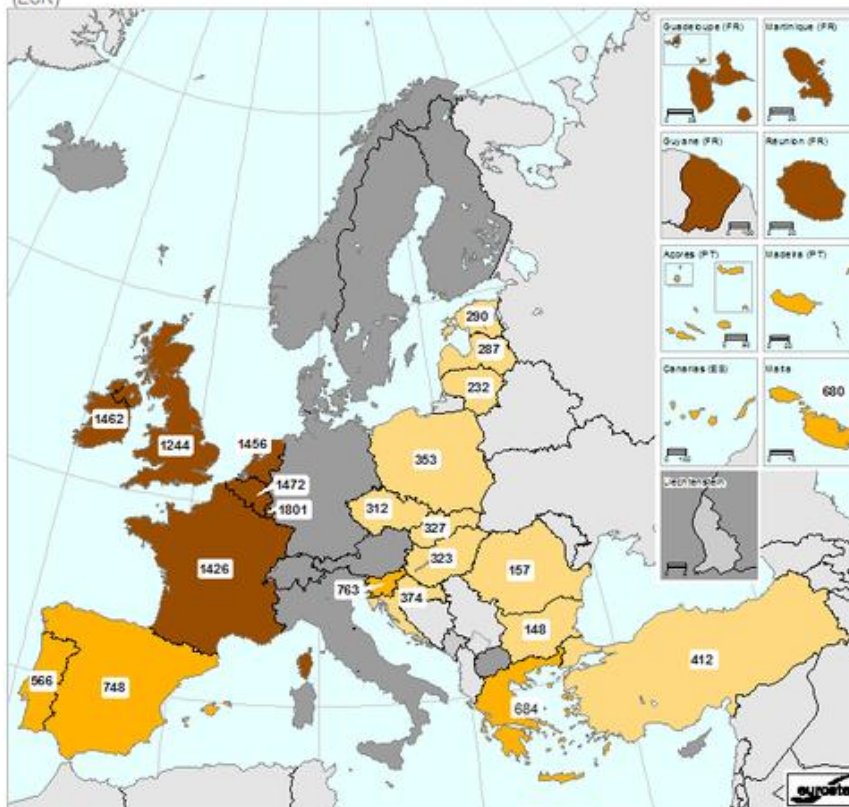 (EUR)
Guadeloupe (FR)
Martinique (FR)
Guyane (FR)
Réunion (FR)
Açores (PT)
Madeira (PT)
Canarias (ES)
Malta
680
Liechtenstein
290
287
232
1462
1244
1456
1472
1801
353
312
327
323
1426
763
374
157
148
412
566
748
684
eurostat